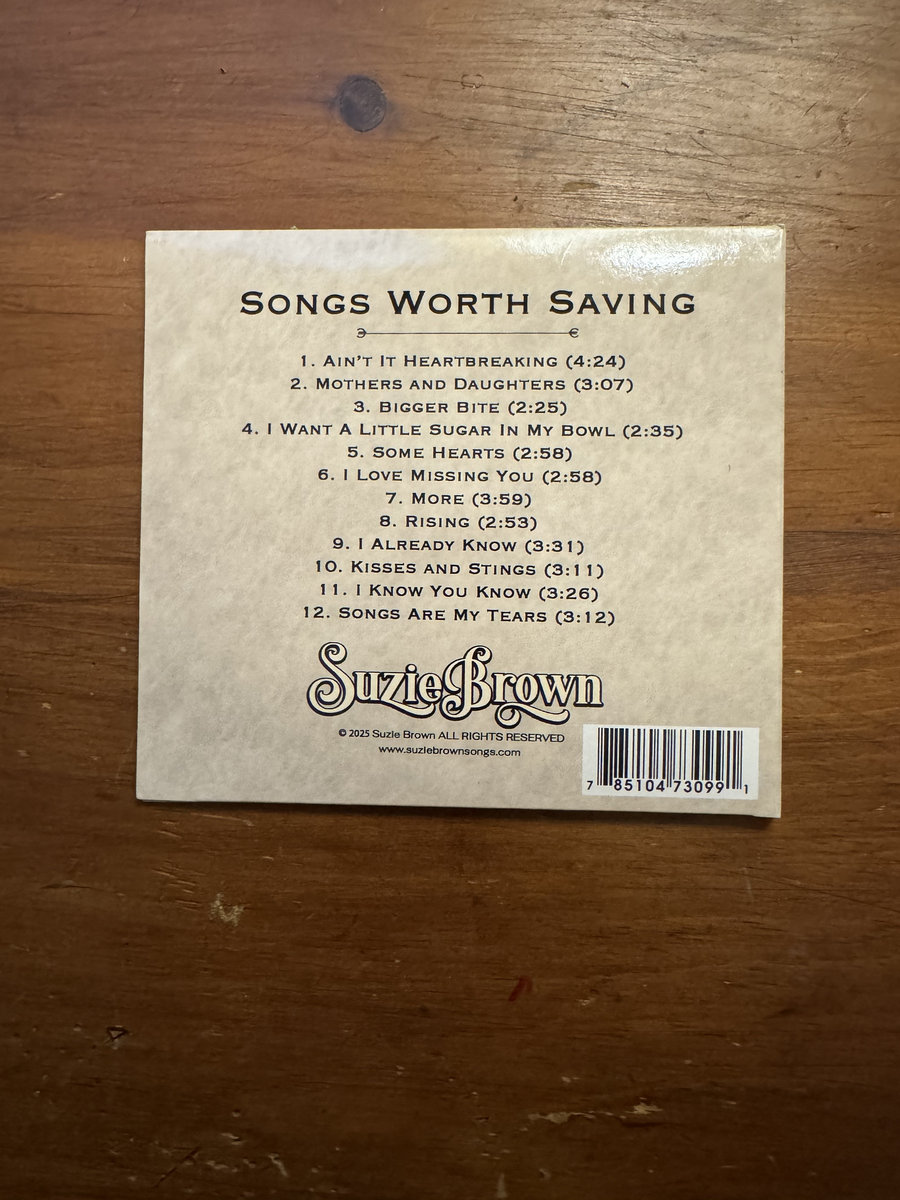 SONGS WORTH SAVING
1. AIN'T IT HEARTBREAKING (4:24)
2. MOTHERS AND DAUGHTERS (3:07)
3. BIGGER BITE (2:25)
4. I WANT A LITTLE SUGAR IN MY BOWL (2:35)
5. SOME HEARTS (2:58)
6. I LOVE MISSING YOU (2:58)
7. MORE (3:59)
8. RISING (2:53)
9. I ALREADY KNOW (3:31)
10. KISSES AND STINGS (3:11)
11. I KNOW YOU KNOW (3:26)
12. SONGS ARE MY TEARS (3:12)
Suzie Brown
© 2025 Suzie Brown ALL RIGHTS RESERVED
www.suziebrownsongs.com
7 85104 73099 1